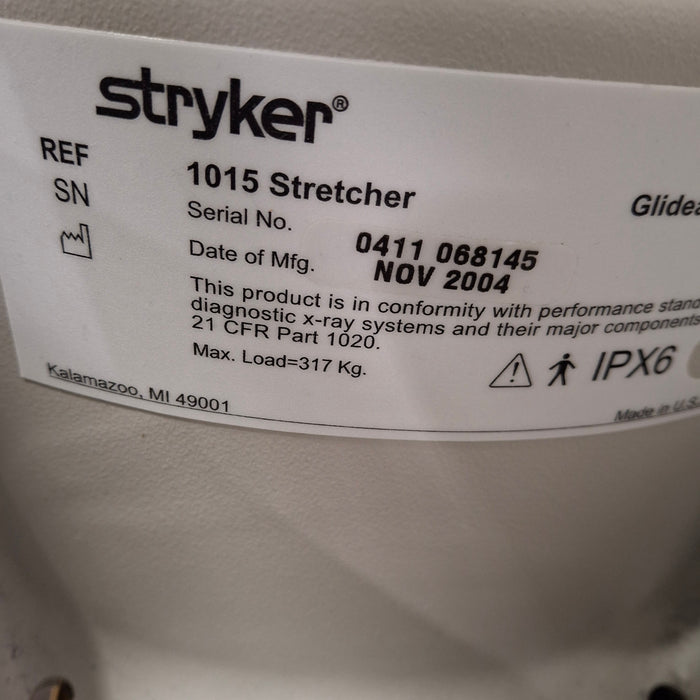 stryker®
REF 1015 Stretcher
Glidea
SN Serial No. 0411 068145
Date of Mfg. NOV 2004
This product is in conformity with performance stand
diagnostic x-ray systems and their major components
21 CFR Part 1020.
Max. Load=317 Kg.
IPX6
Kalamazoo, MI 49001
Made in U.S.